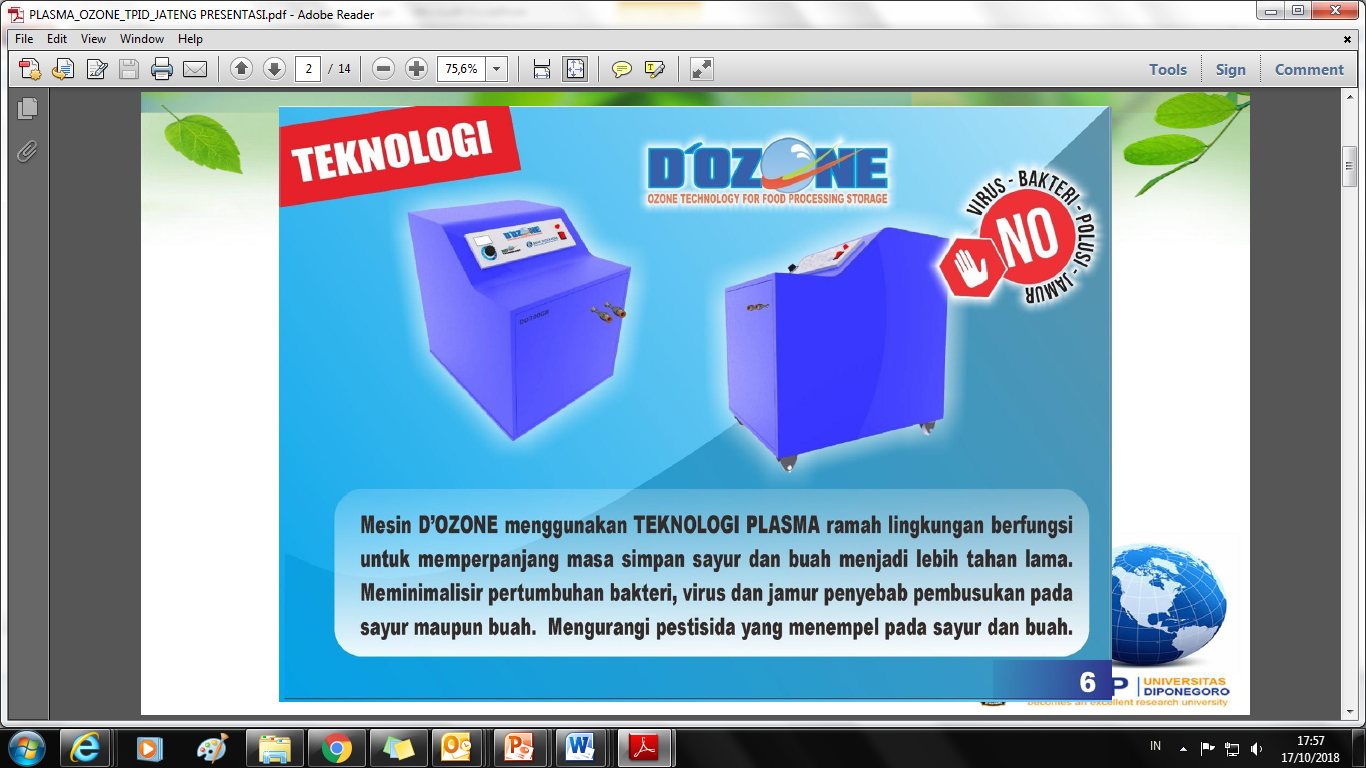 PLASMA_OZONE_TPID_JATENG PRESENTASI.pdf - Adobe Reader
File Edit View Window Help
2 / 14 75,6% Tools Sign Comment
TEKNOLOGI
D'OZONE
OZONE TECHNOLOGY FOR FOOD PROCESSING STORAGE
VIRUS - BAKTERI - POLUSI - JAMUR
NO
D'OZONE
Mesin D'OZONE menggunakan TEKNOLOGI PLASMA ramah lingkungan berfungsi
untuk memperpanjang masa simpan sayur dan buah menjadi lebih tahan lama.
Meminimalisir pertumbuhan bakteri, virus dan jamur penyebab pembusukan pada
sayur maupun buah. Mengurangi pestisida yang menempel pada sayur dan buah.
6
P UNIVERSITAS
DIPONEGORO
becomes an excellent research university
IN 17:57
17/10/2018